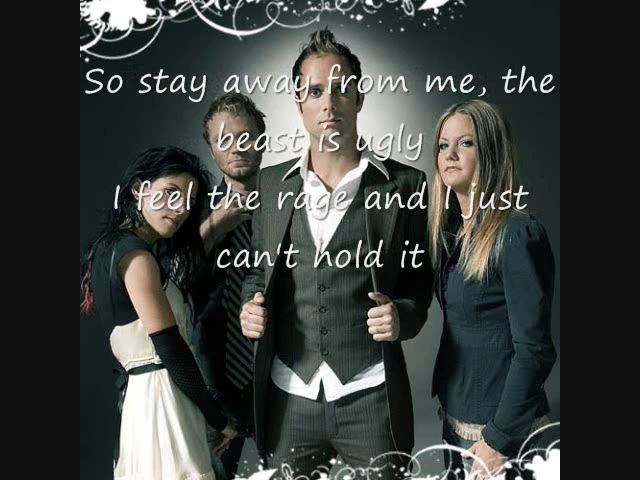 So stay away from me, the
beast is ugly
I feel the rage and I just
can't hold it